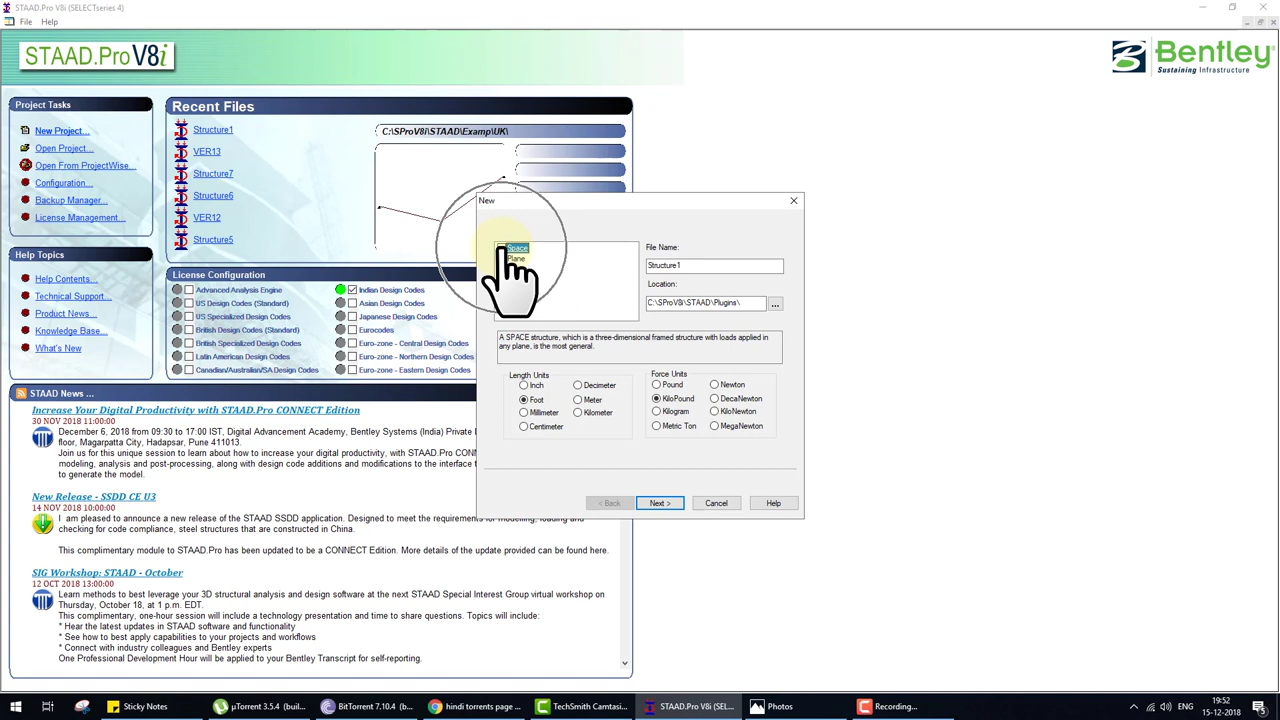 STAAD.Pro V8i (SELECTseries 4)
File Help
STAAD.Pro V8i
Bentley
Sustaining Infrastructure
Project Tasks
New Project...
Open Project...
Open From ProjectWise...
Configuration...
Backup Manager...
License Management...
Recent Files
Structure1
VER13
Structure7
Structure6
VER12
Structure5
C:\SProV8i\STAAD\Examp\UK\
Help Topics
Help Contents...
Technical Support...
Product News...
Knowledge Base...
What's New
License Configuration
Advanced Analysis Engine Indian Design Codes
US Design Codes (Standard) Asian Design Codes
US Specialized Design Codes Japanese Design Codes
British Design Codes (Standard) Eurocodes
British Specialized Design Codes Euro-zone - Central Design Codes
Latin American Design Codes Euro-zone - Northern Design Codes
Canadian/Australian/SA Design Codes Euro-zone - Eastern Design Codes
New
Space
Plane
File Name:
Structure1
Location:
C:\SProV8i\STAAD\Plugins\
...
A SPACE structure, which is a three-dimensional framed structure with loads applied in
any plane, is the most general.
Length Units
Inch Decimeter
Foot Meter
Millimeter Kilometer
Centimeter
Force Units
Pound Newton
KiloPound DecaNewton
Kilogram KiloNewton
Metric Ton MegaNewton
< Back Next > Cancel Help
STAAD News ...
Increase Your Digital Productivity with STAAD.Pro CONNECT Edition
30 NOV 2018 11:00:00
December 6, 2018 from 09:30 to 17:00 IST, Digital Advancement Academy, Bentley Systems (India) Private
floor, Magarpatta City, Hadapsar, Pune 411013.
Join us for this unique session to learn about how to increase your digital productivity, with STAAD.Pro
modeling, analysis and post-processing, along with design code additions and modifications to the interface
to generate the model.
New Release - SSDD CE U3
14 NOV 2018 10:00:00
I am pleased to announce a new release of the STAAD SSDD application. Designed to meet the requirements for modelling, loading and
checking for code compliance, steel structures that are constructed in China.
This complimentary module to STAAD.Pro has been updated to be a CONNECT Edition. More details of the update provided can be found here.
SIG Workshop: STAAD - October
12 OCT 2018 13:00:00
Learn methods to best leverage your 3D structural analysis and design software at the next STAAD Special Interest Group virtual workshop on
Thursday, October 18, at 1 p.m. EDT.
This complimentary, one-hour session will include a technology presentation and time to share questions. Topics will include:
* Hear the latest updates in STAAD software and functionality
* See how to best apply capabilities to your projects and workflows
* Connect with industry colleagues and Bentley experts
One Professional Development Hour will be applied to your Bentley Transcript for self-reporting.
Sticky Notes
µTorrent 3.5.4 (buil...
BitTorrent 7.10.4 (b...
hindi torrents page ...
TechSmith Camtasi...
STAAD.Pro V8i (SEL...
Photos
Recording...
ENG
19:52
15-12-2018